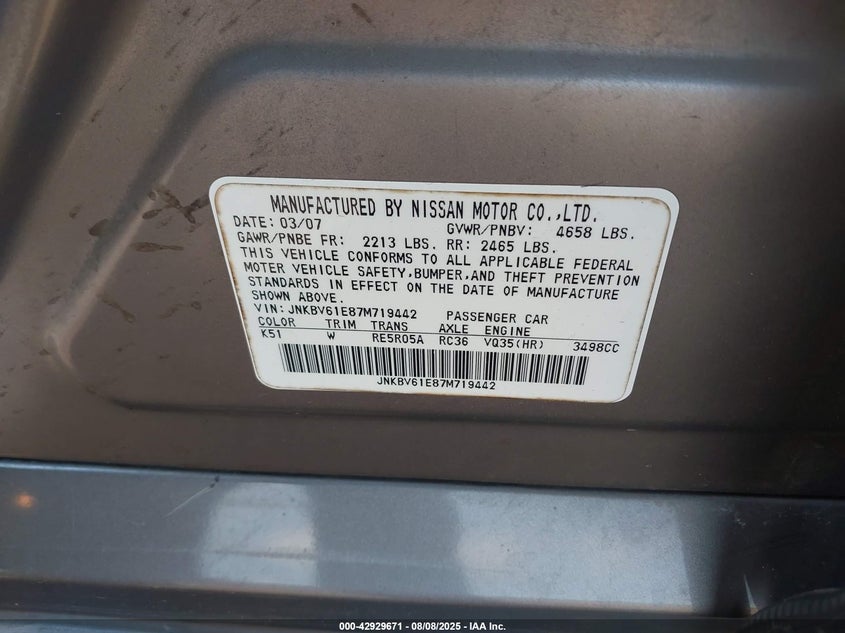 MANUFACTURED BY NISSAN MOTOR CO.,LTD.
DATE: 03/07 GVWR/PNBV: 4658 LBS.
GAWR/PNBE FR: 2213 LBS. RR: 2465 LBS.
THIS VEHICLE CONFORMS TO ALL APPLICABLE FEDERAL
MOTER VEHICLE SAFETY,BUMPER,AND THEFT PREVENTION
STANDARDS IN EFFECT ON THE DATE OF MANUFACTURE
SHOWN ABOVE.
VIN: JNKBV61E87M719442 PASSENGER CAR
COLOR TRIM TRANS AXLE ENGINE
K51 W RE5R05A RC36 VQ35(HR) 3498CC
JNKBV61E87M719442
000-42929671 - 08/08/2025 - IAA Inc.